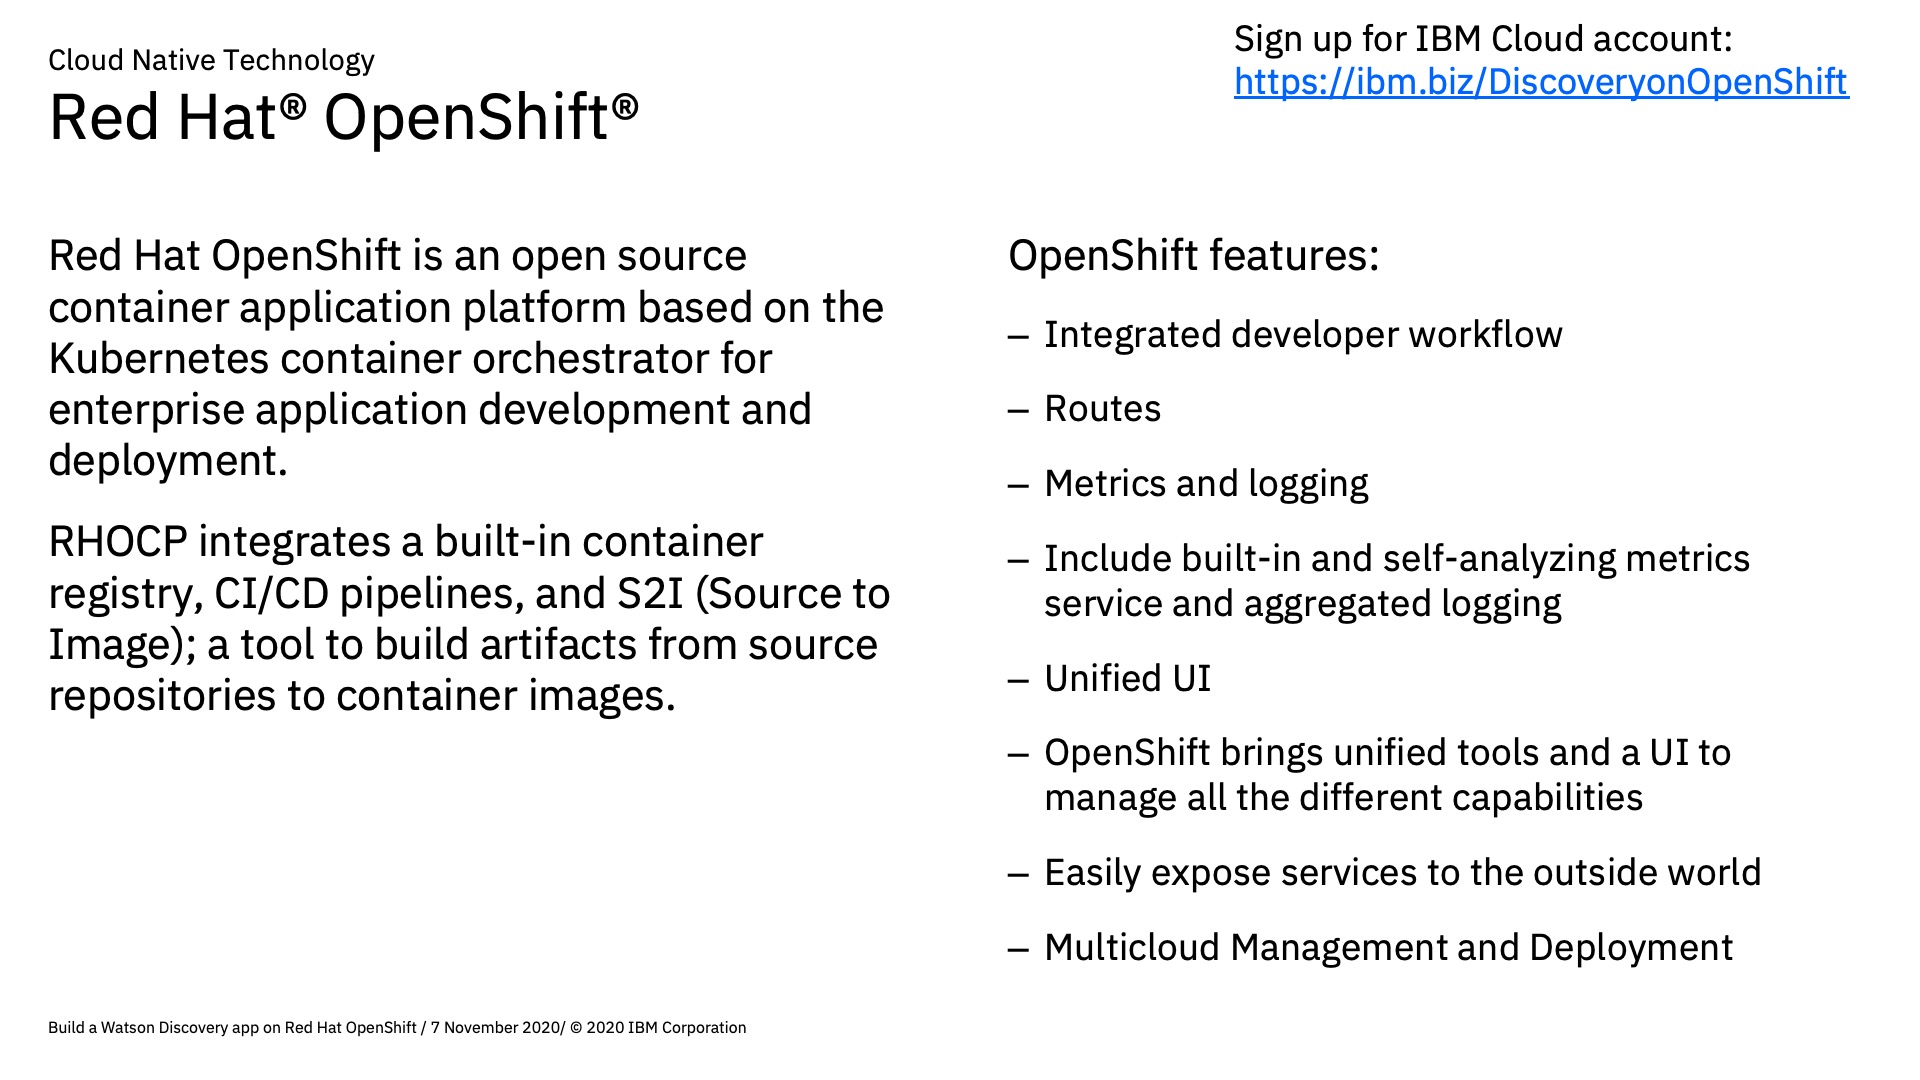 Cloud Native Technology
Red Hat® OpenShift®
Sign up for IBM Cloud account:
https://ibm.biz/DiscoveryonOpenShift
Red Hat OpenShift is an open source
container application platform based on the
Kubernetes container orchestrator for
enterprise application development and
deployment.
RHOCP integrates a built-in container
registry, CI/CD pipelines, and S2I (Source to
Image); a tool to build artifacts from source
repositories to container images.
OpenShift features:
– Integrated developer workflow
– Routes
– Metrics and logging
– Include built-in and self-analyzing metrics
service and aggregated logging
– Unified UI
– OpenShift brings unified tools and a UI to
manage all the different capabilities
– Easily expose services to the outside world
– Multicloud Management and Deployment
Build a Watson Discovery app on Red Hat OpenShift / 7 November 2020/ © 2020 IBM Corporation